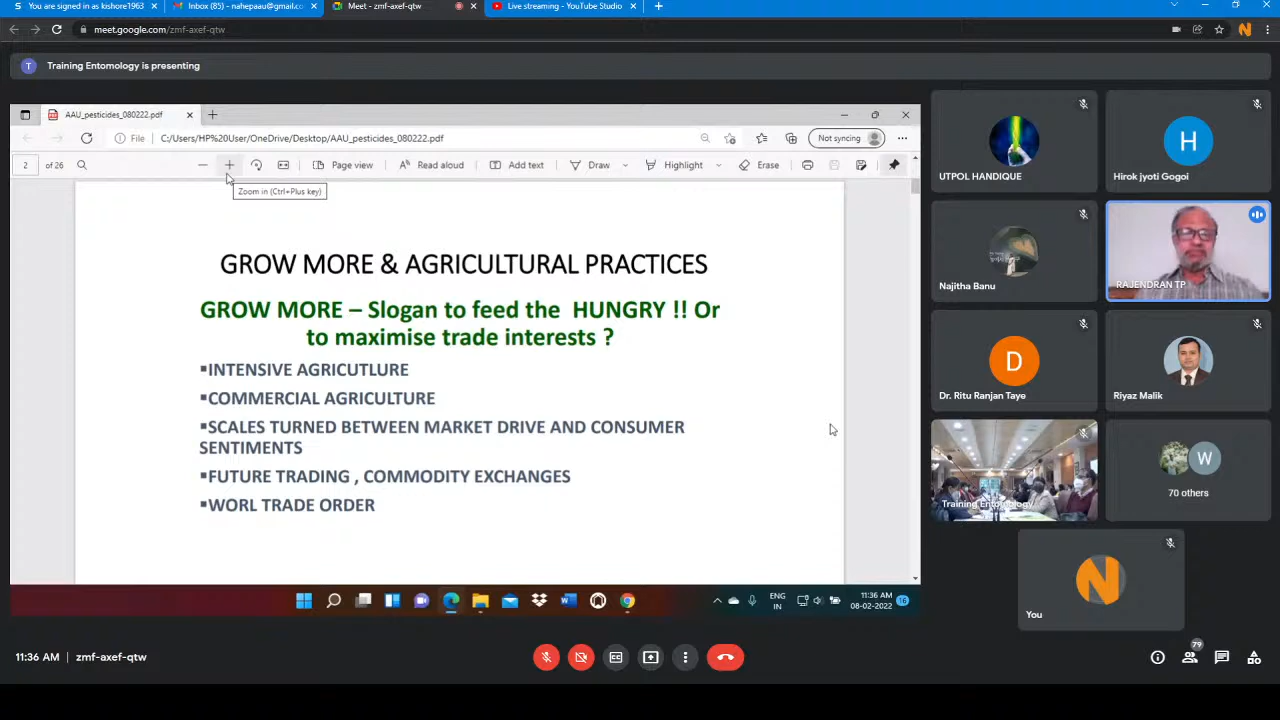 You are signed in as kishore1963
Inbox (85) - nahepaau@gmail.co
Meet - zmf-axef-qtw
Live streaming - YouTube Studio
meet.google.com/zmf-axef-qtw
T
Training Entomology is presenting
AAU_pesticides_080222.pdf
File
C:/Users/HP%20User/OneDrive/Desktop/AAU_pesticides_080222.pdf
Not syncing
2 of 26
Page view
Read aloud
Add text
Draw
Highlight
Erase
Zoom in (Ctrl+Plus key)
GROW MORE & AGRICULTURAL PRACTICES
GROW MORE – Slogan to feed the HUNGRY !! Or
to maximise trade interests ?
▪INTENSIVE AGRICUTLURE
▪COMMERCIAL AGRICULTURE
▪SCALES TURNED BETWEEN MARKET DRIVE AND CONSUMER
SENTIMENTS
▪FUTURE TRADING , COMMODITY EXCHANGES
▪WORL TRADE ORDER
ENG
IN
11:36 AM
08-02-2022
16
UTPOL HANDIQUE
H
Hirok jyoti Gogoi
Najitha Banu
RAJENDRAN TP
D
Dr. Ritu Ranjan Taye
Riyaz Malik
Training Entomology
W
70 others
N
You
11:36 AM | zmf-axef-qtw
79